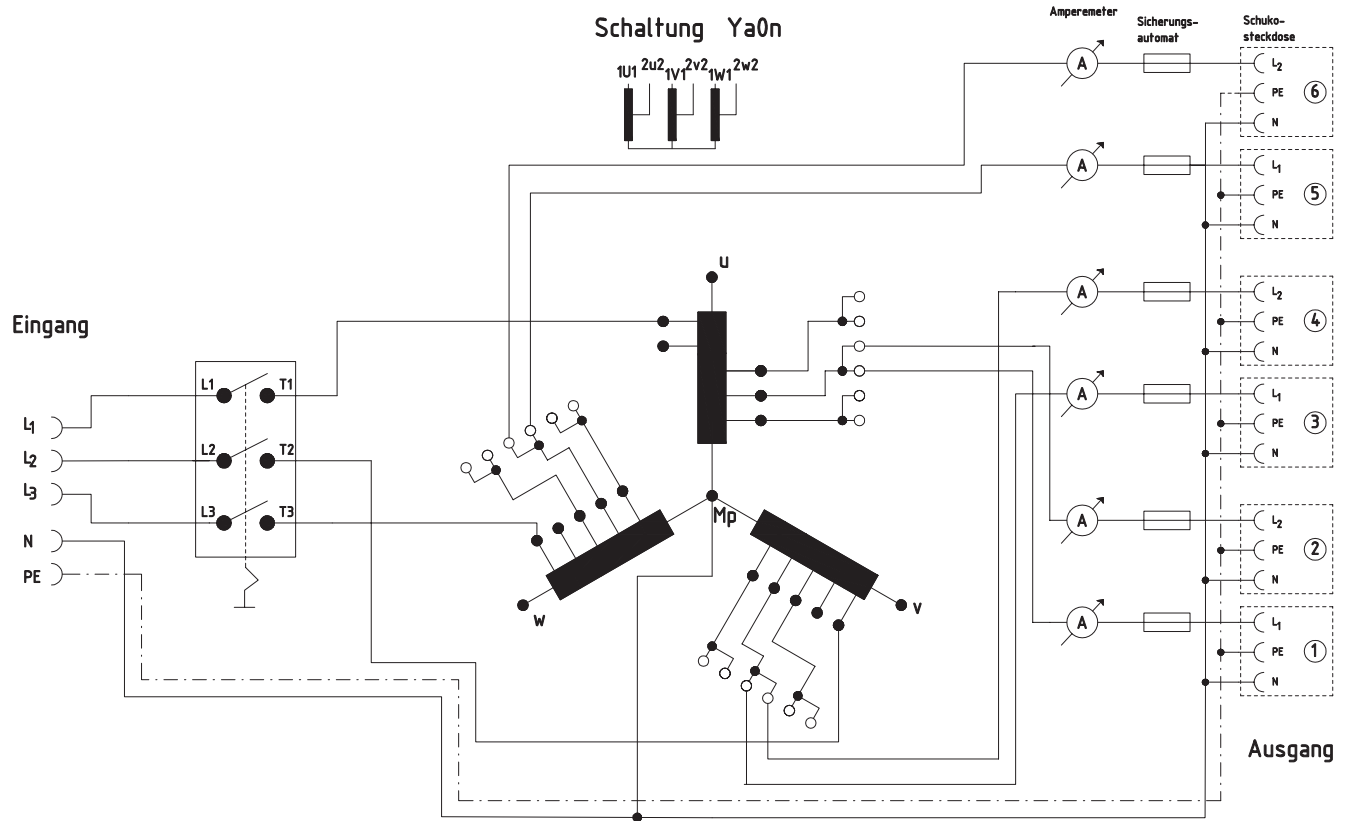 Schaltung Ya0n
1U1 2u2 1V1 2v2 1W1 2w2
Amperemeter
Sicherungs-
automat
Schuko-
steckdose
A
L2
PE
6
N
A
L1
PE
5
N
A
L2
PE
4
N
A
L1
PE
3
N
A
L2
PE
2
N
A
L1
PE
1
N
Ausgang
Eingang
L1
L2
L3
N
PE
L1 T1
L2 T2
L3 T3
u
Mp
w
v